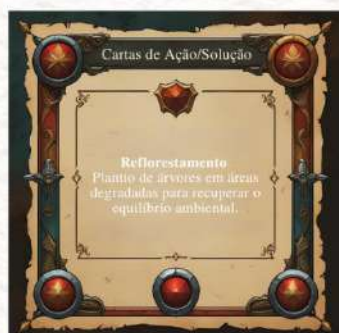 Cartas de Ação/Solução
Reflorestamento
Plantio de árvores em áreas
degradadas para recuperar o
equilíbrio ambiental.